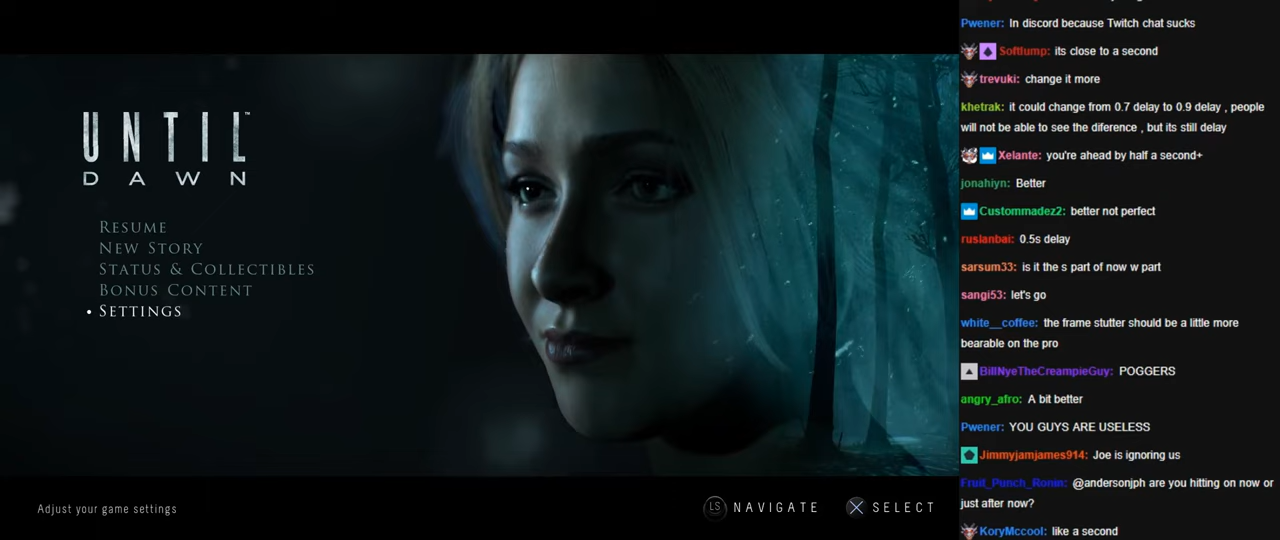 UNTIL™
DAWN
RESUME
NEW STORY
STATUS & COLLECTIBLES
BONUS CONTENT
• SETTINGS
Adjust your game settings
LS NAVIGATE
SELECT
Pwener: In discord because Twitch chat sucks
Softfump: its close to a second
trevuki: change it more
khetrak: it could change from 0.7 delay to 0.9 delay , people
will not be able to see the diference , but its still delay
Xelante: you're ahead by half a second+
jonahiyn: Better
Custommadez2: better not perfect
ruslanbai: 0.5s delay
sarsum33: is it the s part of now w part
sangi53: let's go
white__coffee: the frame stutter should be a little more
bearable on the pro
BillNyeTheCreampieGuy: POGGERS
angry_afro: A bit better
Pwener: YOU GUYS ARE USELESS
Jimmyjamjames914: Joe is ignoring us
Fruit_Punch_Ronin: @andersonjph are you hitting on now or
just after now?
KoryMccool: like a second